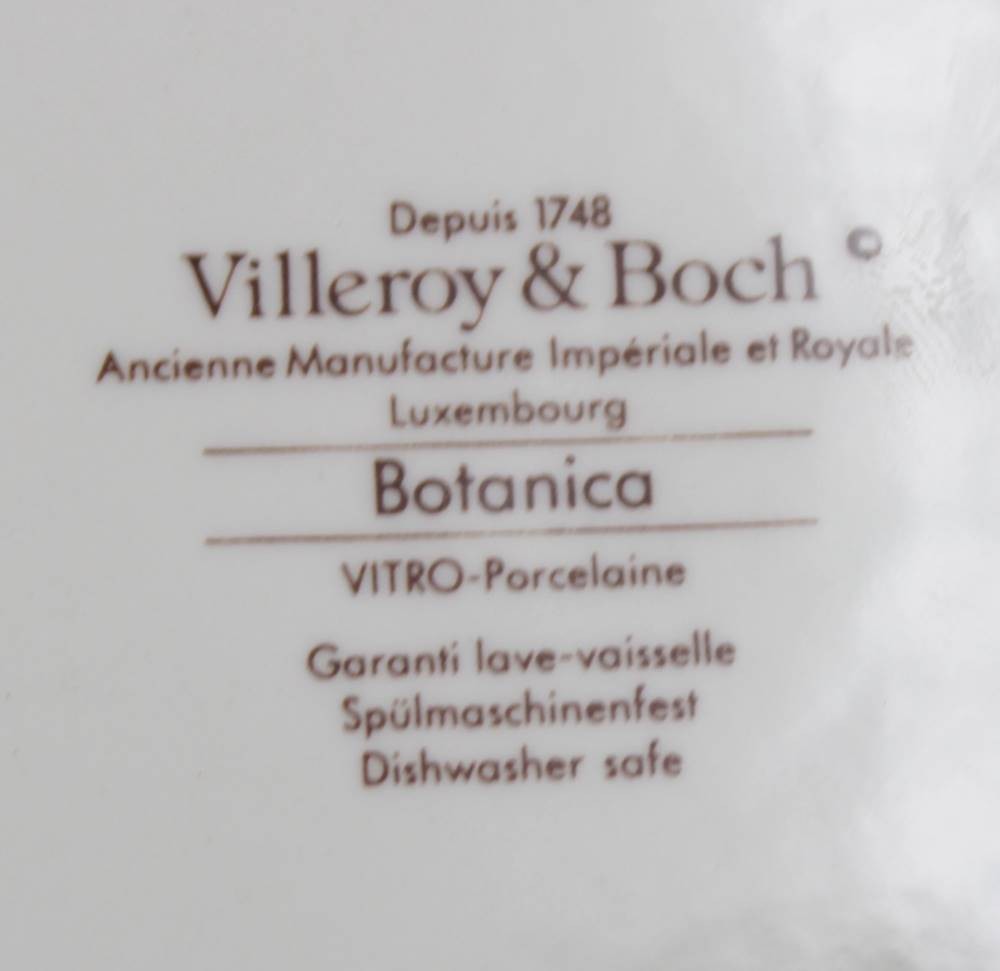 Depuis 1748
Villeroy & Boch ©
Ancienne Manufacture Impériale et Royale
Luxembourg
Botanica
VITRO-Porcelaine
Garanti lave-vaisselle
Spülmaschinenfest
Dishwasher safe